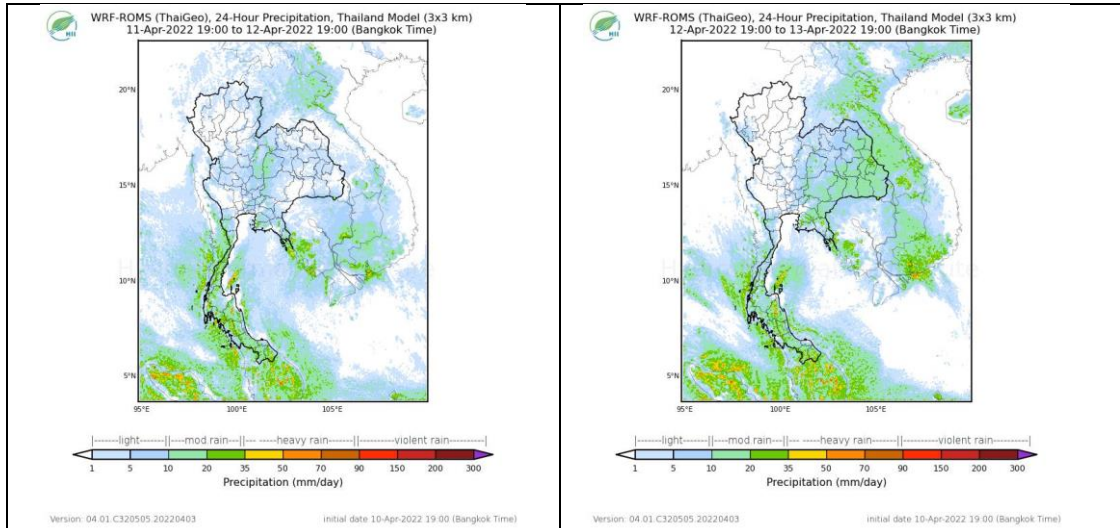 WRF-ROMS (ThaiGeo), 24-Hour Precipitation, Thailand Model (3x3 km)
11-Apr-2022 19:00 to 12-Apr-2022 19:00 (Bangkok Time)
HII
20°N
15°N
10°N
5°N
95°E
100°E
105°E
|-------light-------||----mod.rain---||-- ---heavy rain-------||---------violent rain----------|
1 5 10 20 35 50 70 90 150 200 300
Precipitation (mm/day)
Version: 04.01.C320505.20220403
initial date 10-Apr-2022 19:00 (Bangkok Time)
WRF-ROMS (ThaiGeo), 24-Hour Precipitation, Thailand Model (3x3 km)
12-Apr-2022 19:00 to 13-Apr-2022 19:00 (Bangkok Time)
HII
20°N
15°N
10°N
5°N
95°E
100°E
105°E
|-------light-------||----mod.rain---||-- ---heavy rain-------||---------violent rain----------|
1 5 10 20 35 50 70 90 150 200 300
Precipitation (mm/day)
Version: 04.01.C320505.20220403
initial date 10-Apr-2022 19:00 (Bangkok Time)